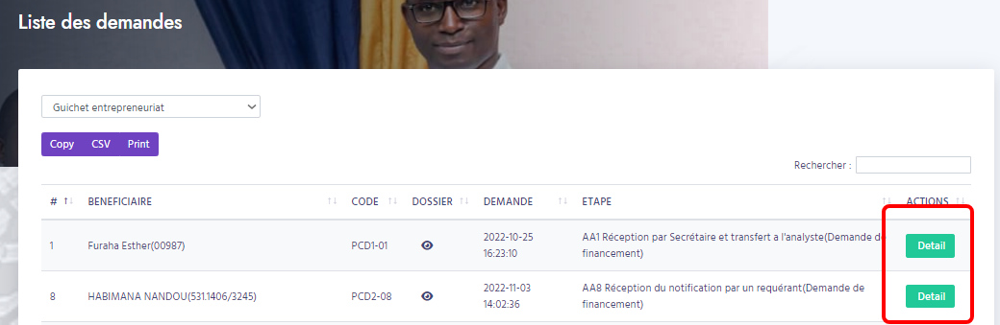 Liste des demandes
Guichet entrepreneuriat
Copy CSV Print
Rechercher :
# BENEFICIAIRE CODE DOSSIER DEMANDE ETAPE ACTIONS
1 Furaha Esther(00987) PCD1-01 2022-10-25 16:23:10 AA1 Réception par Secrétaire et transfert a l'analyste(Demande de
financement) Detail
8 HABIMANA NANDOU(531.1406/3245) PCD2-08 2022-11-03 14:02:36 AA8 Réception du notification par un requérant(Demande de
financement) Detail